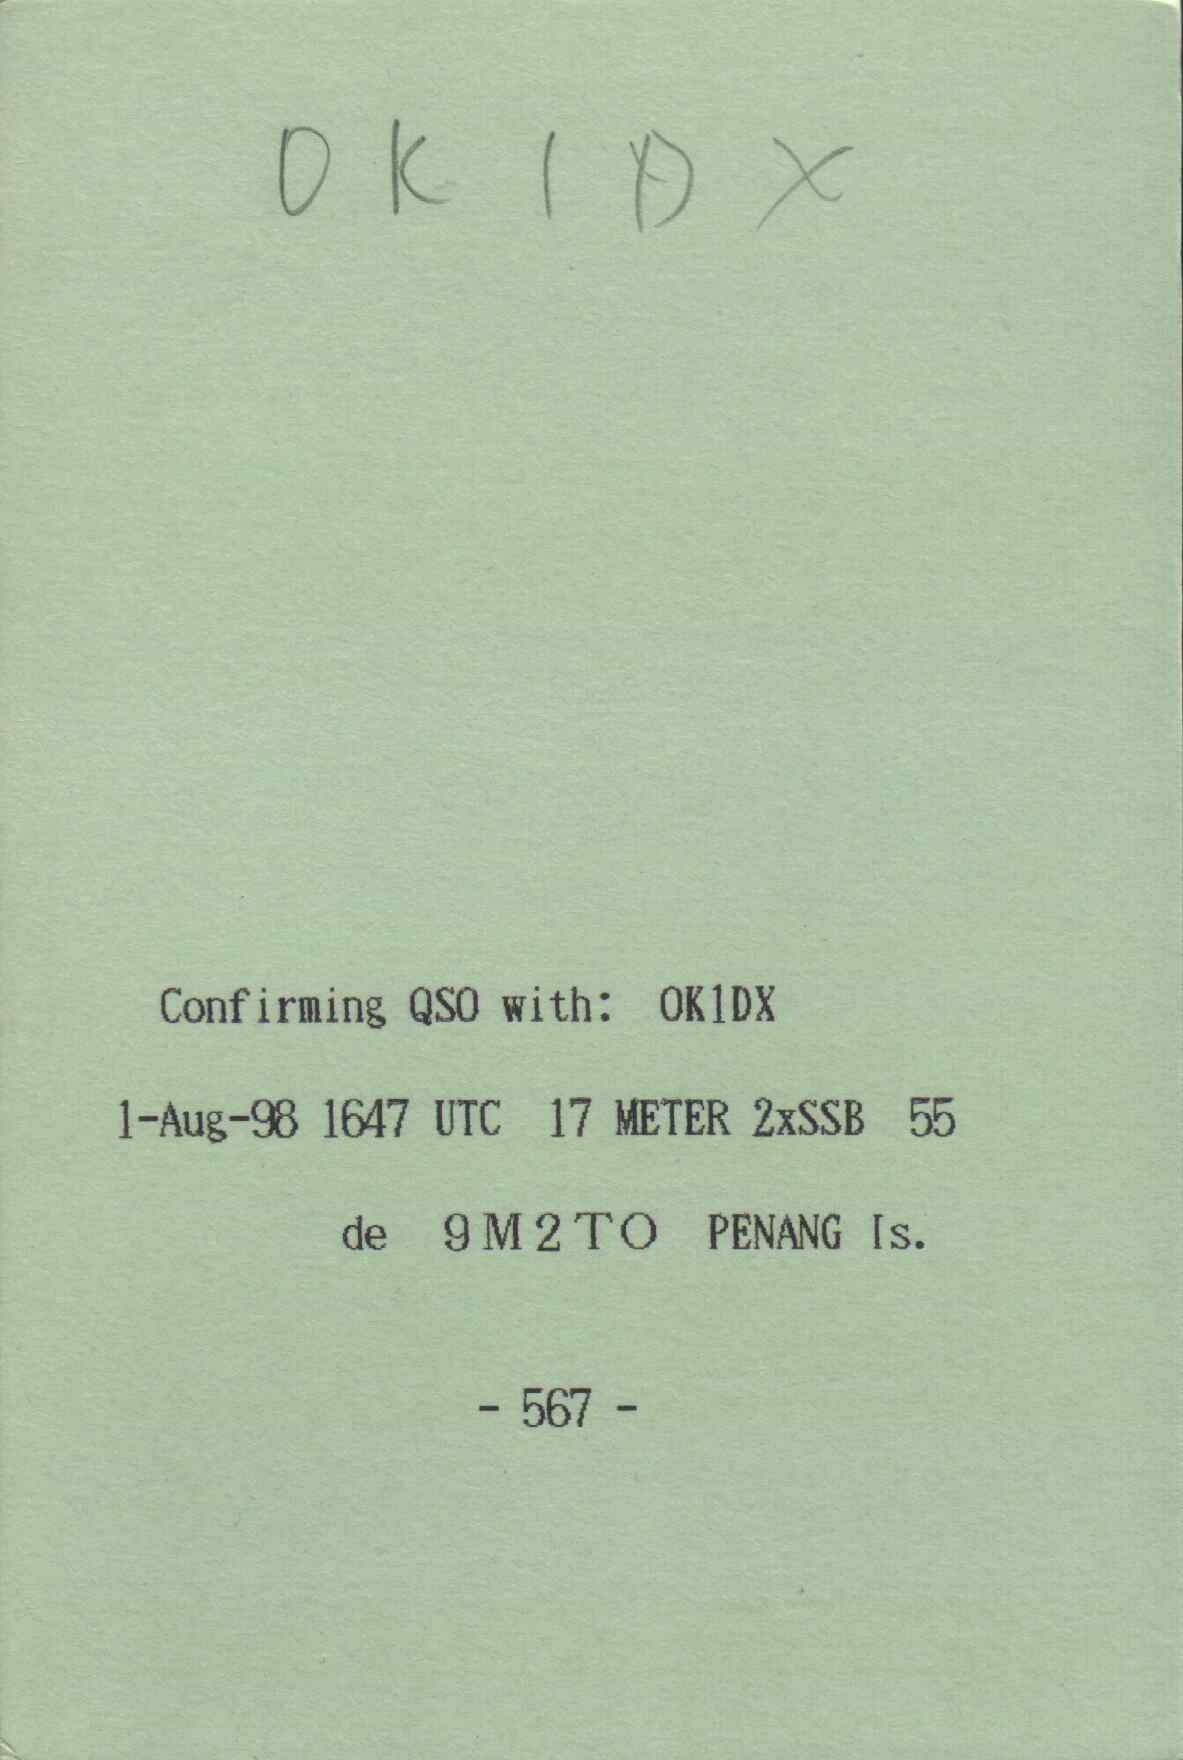 OK1DX
Confirming QSO with: OK1DX
1-Aug-98 1647 UTC 17 METER 2xSSB 55
de 9M2TO PENANG Is.
- 567 -